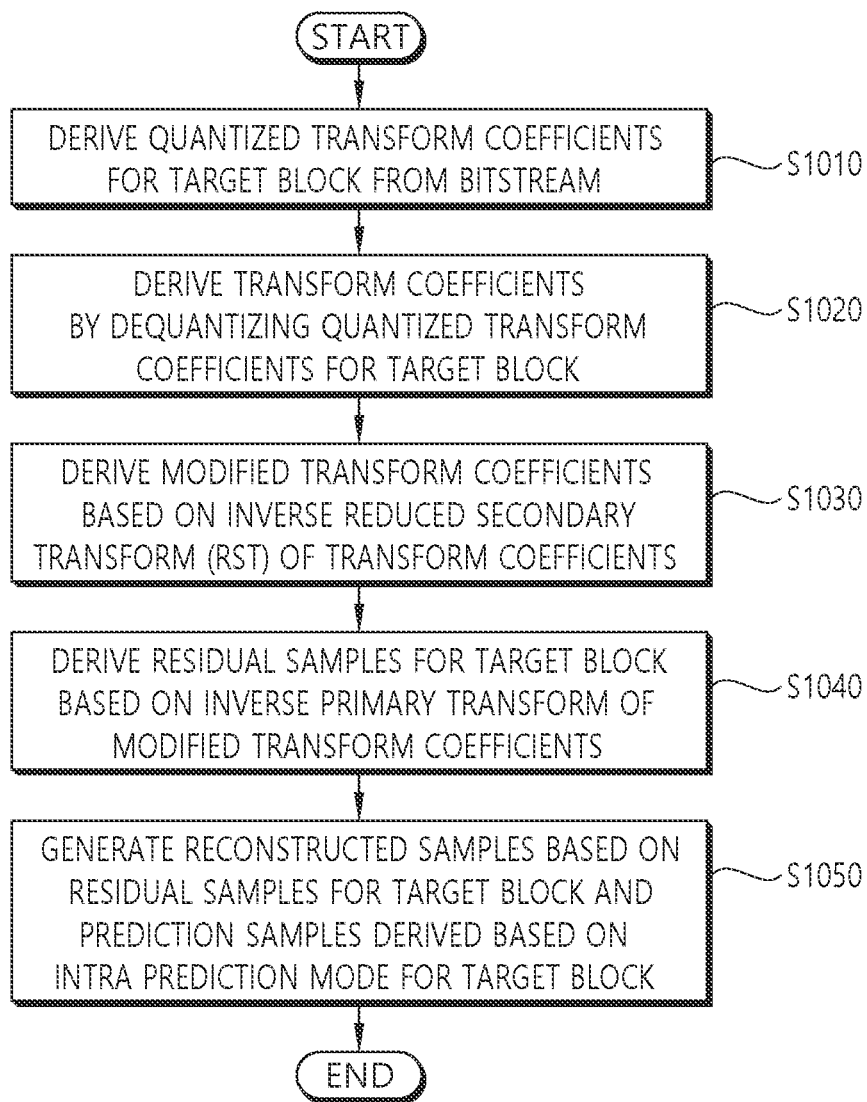 START
DERIVE QUANTIZED TRANSFORM COEFFICIENTS
FOR TARGET BLOCK FROM BITSTREAM
S1010
DERIVE TRANSFORM COEFFICIENTS
BY DEQUANTIZING QUANTIZED TRANSFORM
COEFFICIENTS FOR TARGET BLOCK
S1020
DERIVE MODIFIED TRANSFORM COEFFICIENTS
BASED ON INVERSE REDUCED SECONDARY
TRANSFORM (RST) OF TRANSFORM COEFFICIENTS
S1030
DERIVE RESIDUAL SAMPLES FOR TARGET BLOCK
BASED ON INVERSE PRIMARY TRANSFORM OF
MODIFIED TRANSFORM COEFFICIENTS
S1040
GENERATE RECONSTRUCTED SAMPLES BASED ON
RESIDUAL SAMPLES FOR TARGET BLOCK AND
PREDICTION SAMPLES DERIVED BASED ON
INTRA PREDICTION MODE FOR TARGET BLOCK
S1050
END